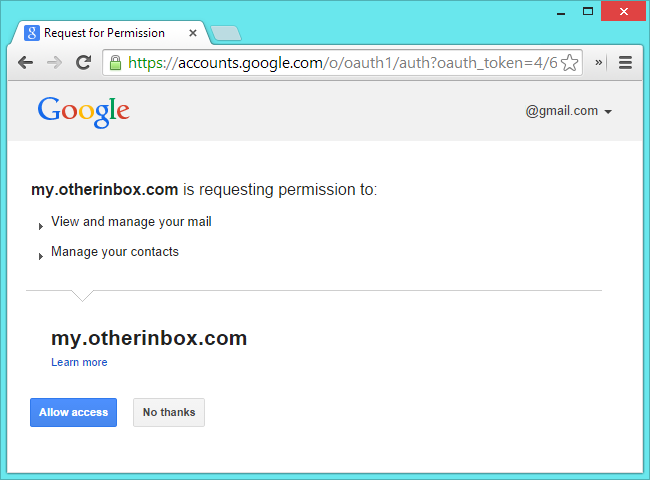 Request for Permission
https://accounts.google.com/o/oauth1/auth?oauth_token=4/6
Google
@gmail.com
my.otherinbox.com is requesting permission to:
View and manage your mail
Manage your contacts
my.otherinbox.com
Learn more
Allow access
No thanks